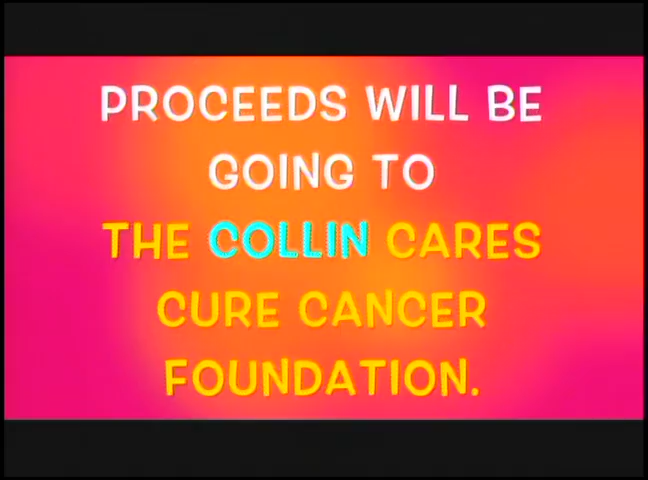 PROCEEDS WILL BE
GOING TO
THE COLLIN CARES
CURE CANCER
FOUNDATION.